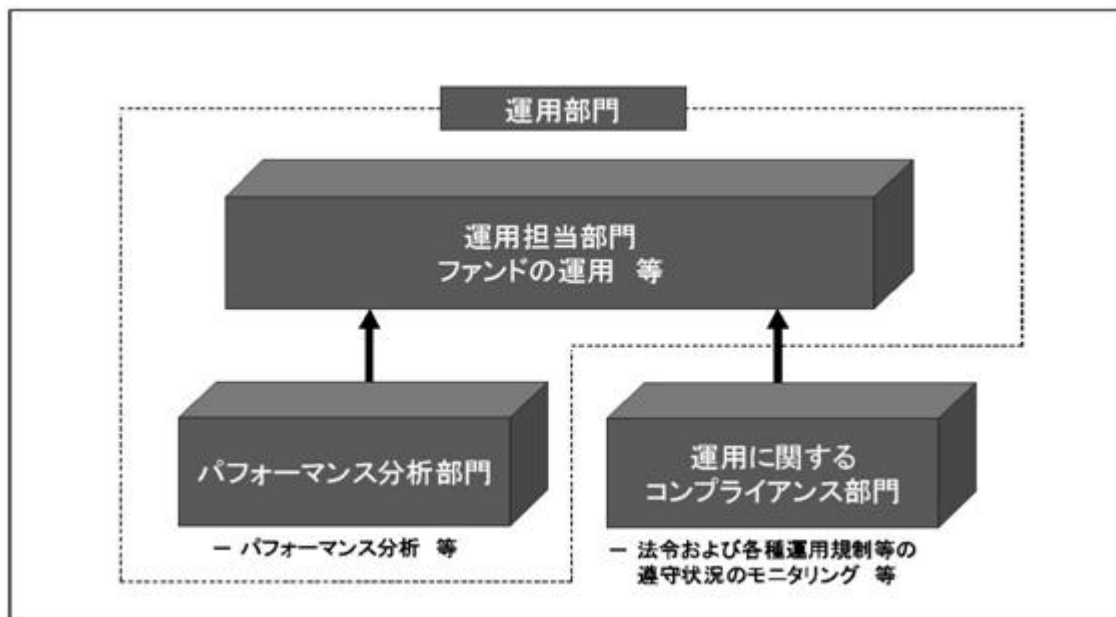 運用部門
運用担当部門
ファンドの運用 等
パフォーマンス分析部門
－ パフォーマンス分析 等
運用に関する
コンプライアンス部門
－ 法令および各種運用規制等の
遵守状況のモニタリング 等